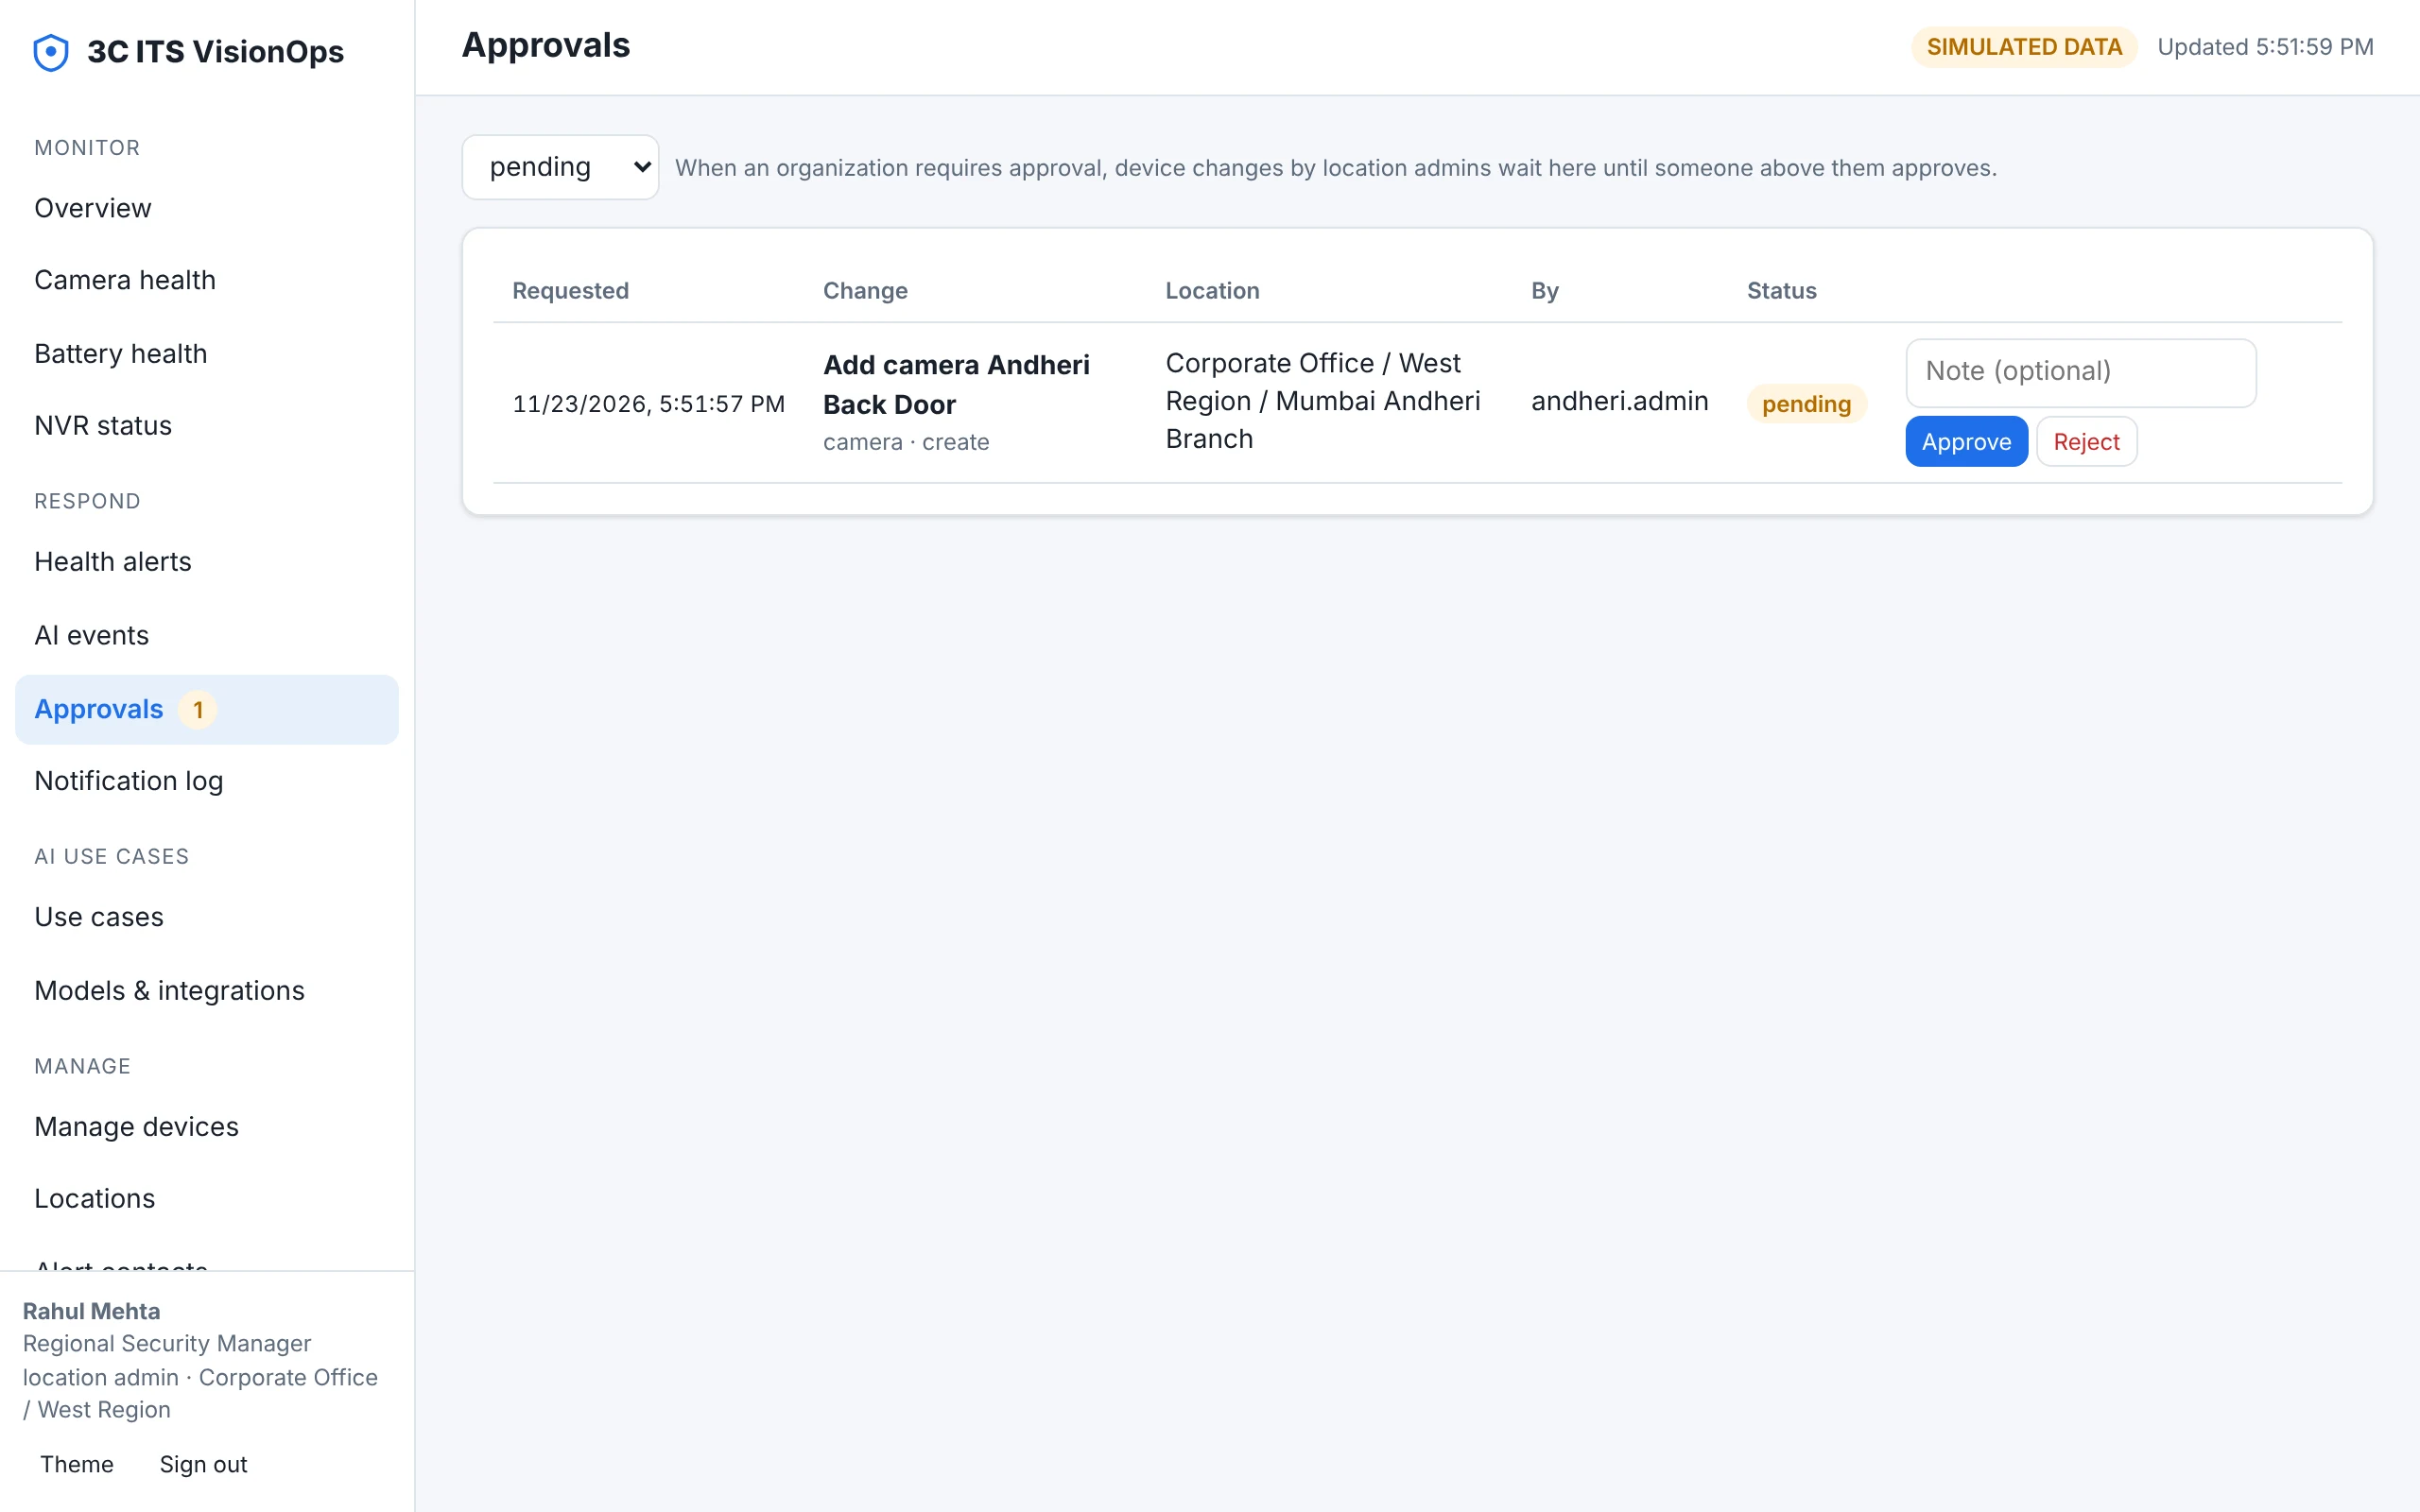 3C ITS VisionOps
MONITOR
Overview
Camera health
Battery health
NVR status
RESPOND
Health alerts
AI events
Approvals 1
Notification log
AI USE CASES
Use cases
Models & integrations
MANAGE
Manage devices
Locations
Alert contacts
Rahul Mehta
Regional Security Manager
location admin · Corporate Office
/ West Region
Theme Sign out
Approvals
SIMULATED DATA Updated 5:51:59 PM
pending When an organization requires approval, device changes by location admins wait here until someone above them approves.
Requested Change Location By Status
11/23/2026, 5:51:57 PM
Add camera Andheri
Back Door
camera · create
Corporate Office / West
Region / Mumbai Andheri
Branch
andheri.admin
pending
Note (optional)
Approve Reject